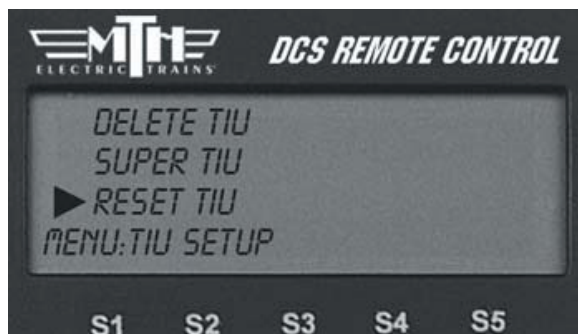 MTH
ELECTRIC TRAINS
DCS REMOTE CONTROL
DELETE TIU
SUPER TIU
RESET TIU
MENU:TIU SETUP
S1 S2 S3 S4 S5